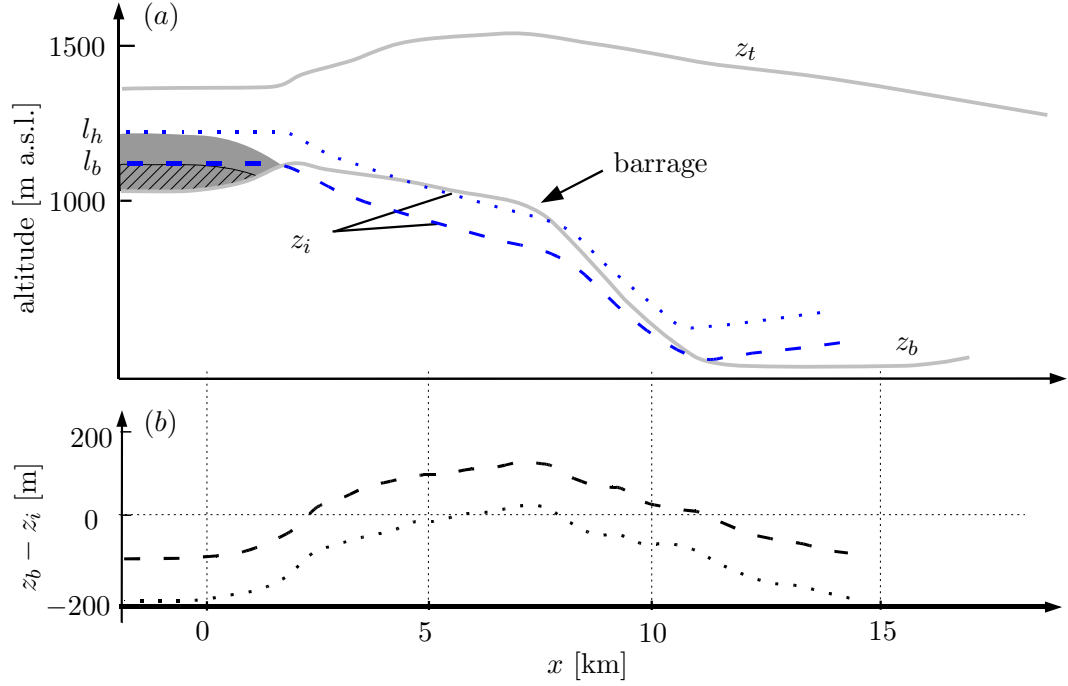 (a)
1500
z_t
l_h
l_b
barrage
1000
altitude [m a.s.l.]
z_i
z_b
(b)
200
0
−200
z_b − z_i [m]
0 5 10 15
x [km]